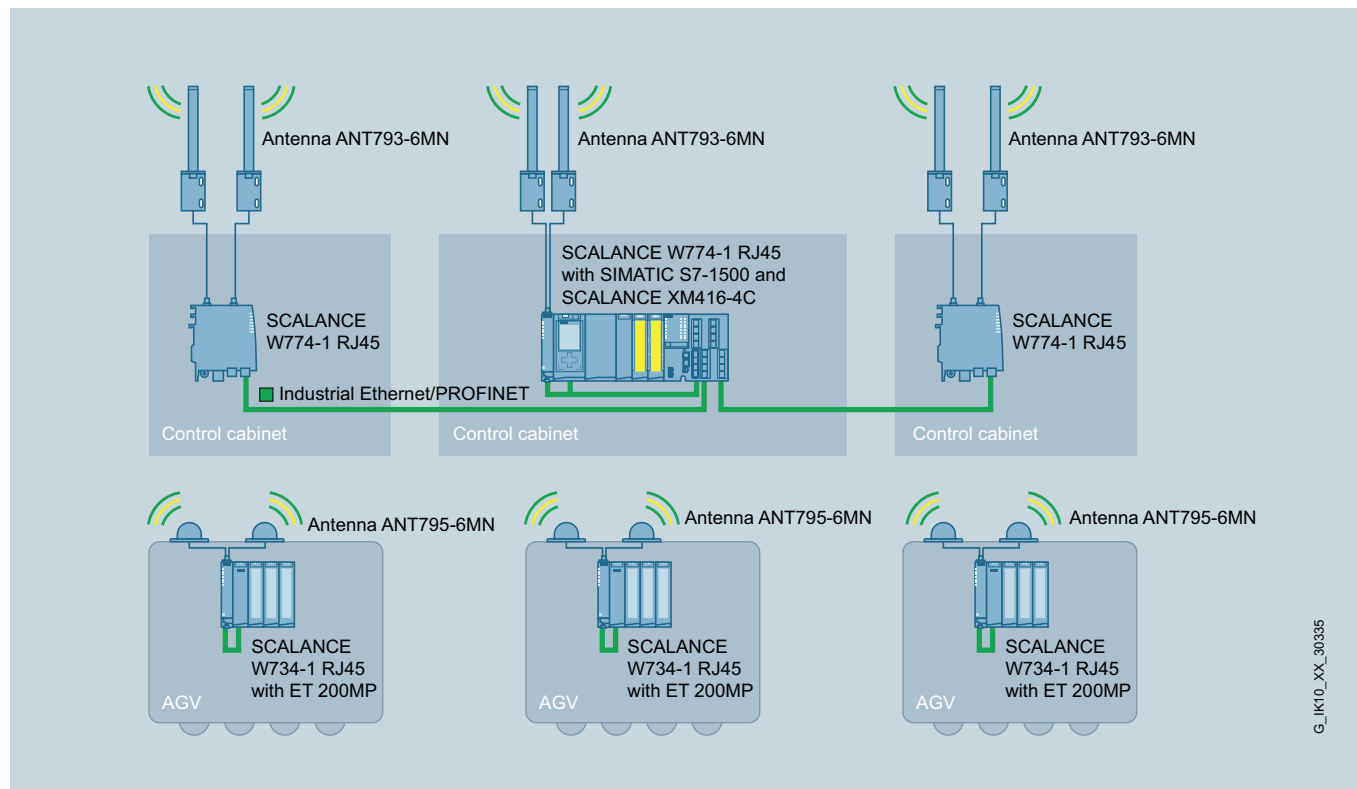 Antenna ANT793-6MN
Antenna ANT793-6MN
Antenna ANT793-6MN
SCALANCE W774-1 RJ45
with SIMATIC S7-1500 and
SCALANCE XM416-4C
SCALANCE
W774-1 RJ45
SCALANCE
W774-1 RJ45
Industrial Ethernet/PROFINET
Control cabinet
Control cabinet
Control cabinet
Antenna ANT795-6MN
Antenna ANT795-6MN
Antenna ANT795-6MN
SCALANCE
W734-1 RJ45
with ET 200MP
AGV
SCALANCE
W734-1 RJ45
with ET 200MP
AGV
SCALANCE
W734-1 RJ45
with ET 200MP
AGV
G_IK10_XX_30335